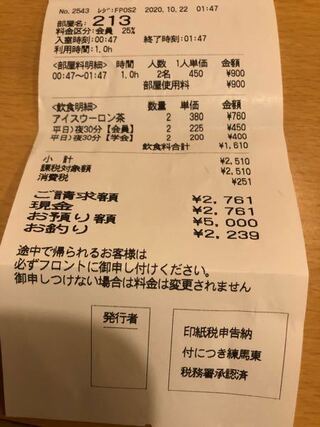 No. 2543 ﾚｼﾞ:FPOS2 2020,10,22 01:47
部屋名: 213
料金区分:会員 25%
入室時刻:00:47 終了時刻:01:47
利用時間:1.0h
<部屋料明細> 時間 人数 1人単価 金額
00:47〜01:47 1.0h 2名 450 ¥900
部屋使用料 ¥900
<飲食明細> 数量 単価 金額
アイスウーロン茶 2 380 ¥760
平日)夜30分【会員】 2 225 ¥450
平日)夜30分【学会】 2 200 ¥400
飲食料合計 ¥1,610
小 計 ¥2,510
課税対象額 ¥2,510
消費税 ¥251
ご請求額 ¥2,761
現金 ¥2,761
お預り額 ¥5,000
お釣り ¥2,239
途中で帰られるお客様は
必ずフロントに御申し付けください。
御申しつけない場合は料金は変更されません
発行者
印紙税申告納
付につき練馬東
税務署承認済